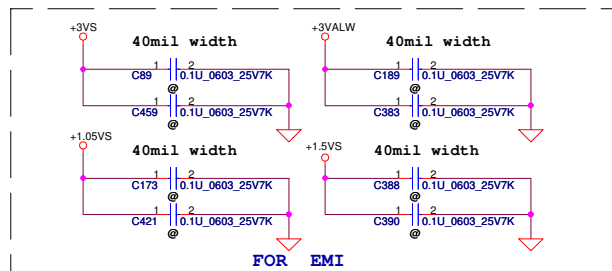 +3VS
40mil width
1 2
C89 0.1U_0603_25V7K
@
1 2
C459 0.1U_0603_25V7K
@
+3VALW
40mil width
1 2
C189 0.1U_0603_25V7K
@
1 2
C383 0.1U_0603_25V7K
@
+1.05VS
40mil width
1 2
C173 0.1U_0603_25V7K
@
1 2
C421 0.1U_0603_25V7K
@
+1.5VS
40mil width
1 2
C388 0.1U_0603_25V7K
@
1 2
C390 0.1U_0603_25V7K
@
FOR EMI